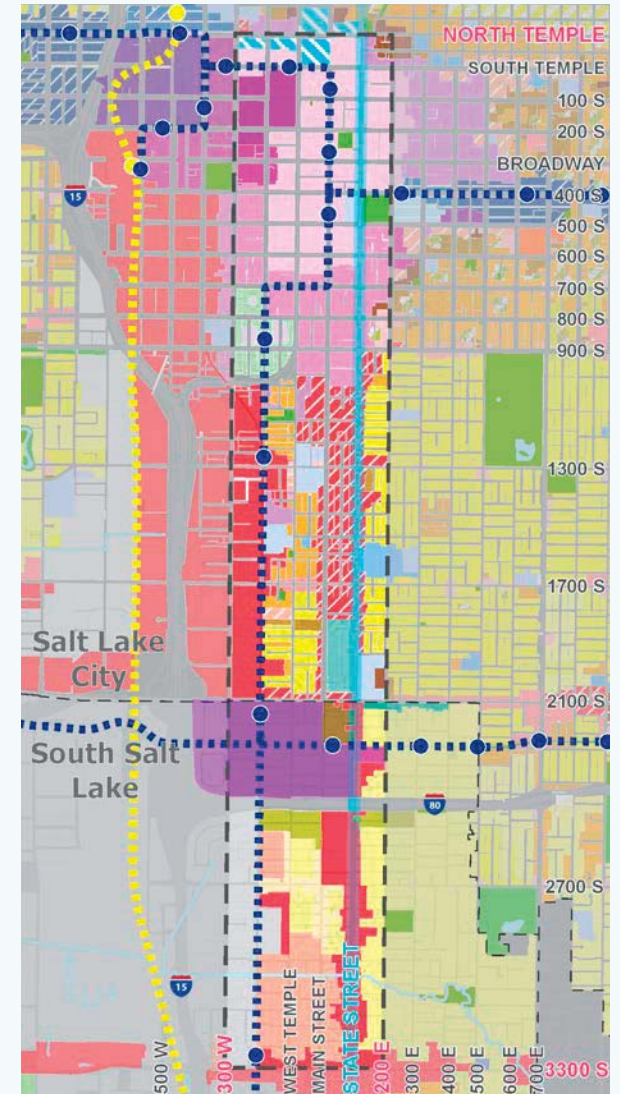 NORTH TEMPLE
SOUTH TEMPLE
100 S
200 S
BROADWAY
15
400 S
500 S
600 S
700 S
800 S
900 S
1300 S
1700 S
Salt Lake
City
2100 S
South Salt
Lake
80
2700 S
15
500 W
300 W
WEST TEMPLE
MAIN STREET
STATE STREET
200 E
300 E
400 E
500 E
600 E
700 E
3300 S